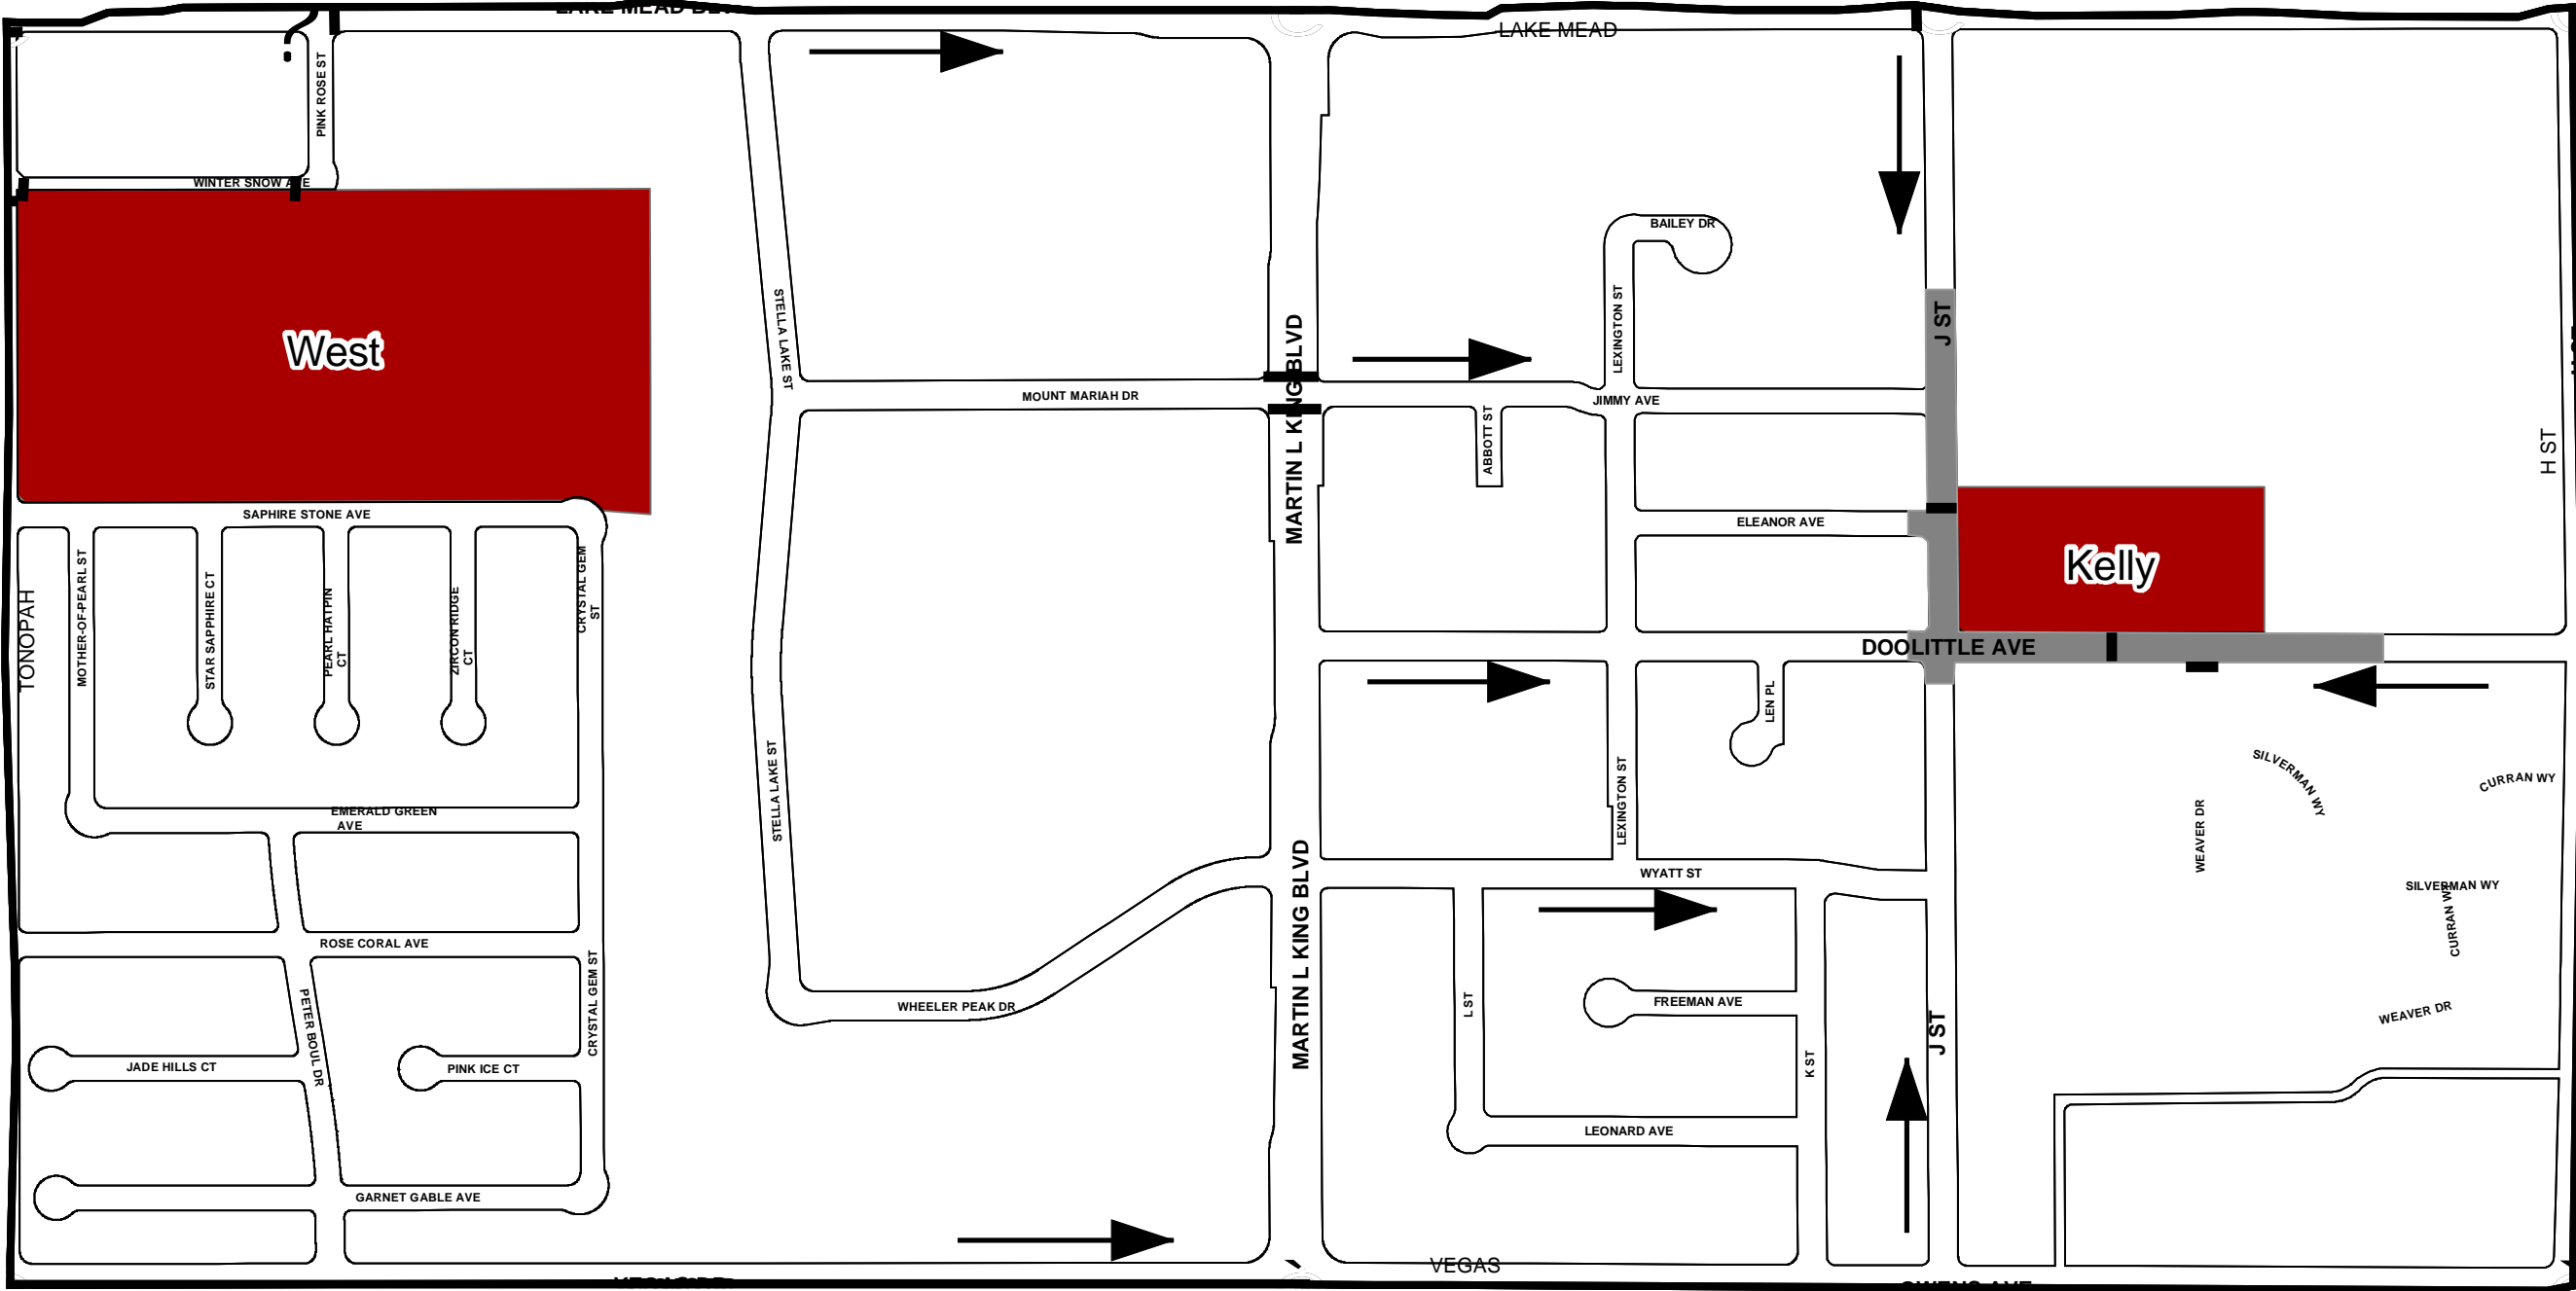 LAKE MEAD
PINK ROSE ST
WINTER SNOW AVE
BAILEY DR
West
STELLA LAKE ST
LEXINGTON ST
J ST
MARTIN L KING BLVD
MOUNT MARIAH DR
JIMMY AVE
ABBOTT ST
H ST
SAPHIRE STONE AVE
ELEANOR AVE
Kelly
TONOPAH
MOTHER-OF-PEARL ST
STAR SAPPHIRE CT
PEARL HATPIN
CT
ZIRCON RIDGE
CT
CRYSTAL GEM
ST
DOOLITTLE AVE
LEN PL
STELLA LAKE ST
LEXINGTON ST
SILVERMAN WY
CURRAN WY
WEAVER DR
EMERALD GREEN
AVE
WYATT ST
SILVERMAN WY
CURRAN WY
ROSE CORAL AVE
MARTIN L KING BLVD
CRYSTAL GEM ST
PETER BOUL DR
WHEELER PEAK DR
L ST
FREEMAN AVE
J ST
WEAVER DR
JADE HILLS CT
PINK ICE CT
K ST
LEONARD AVE
GARNET GABLE AVE
VEGAS